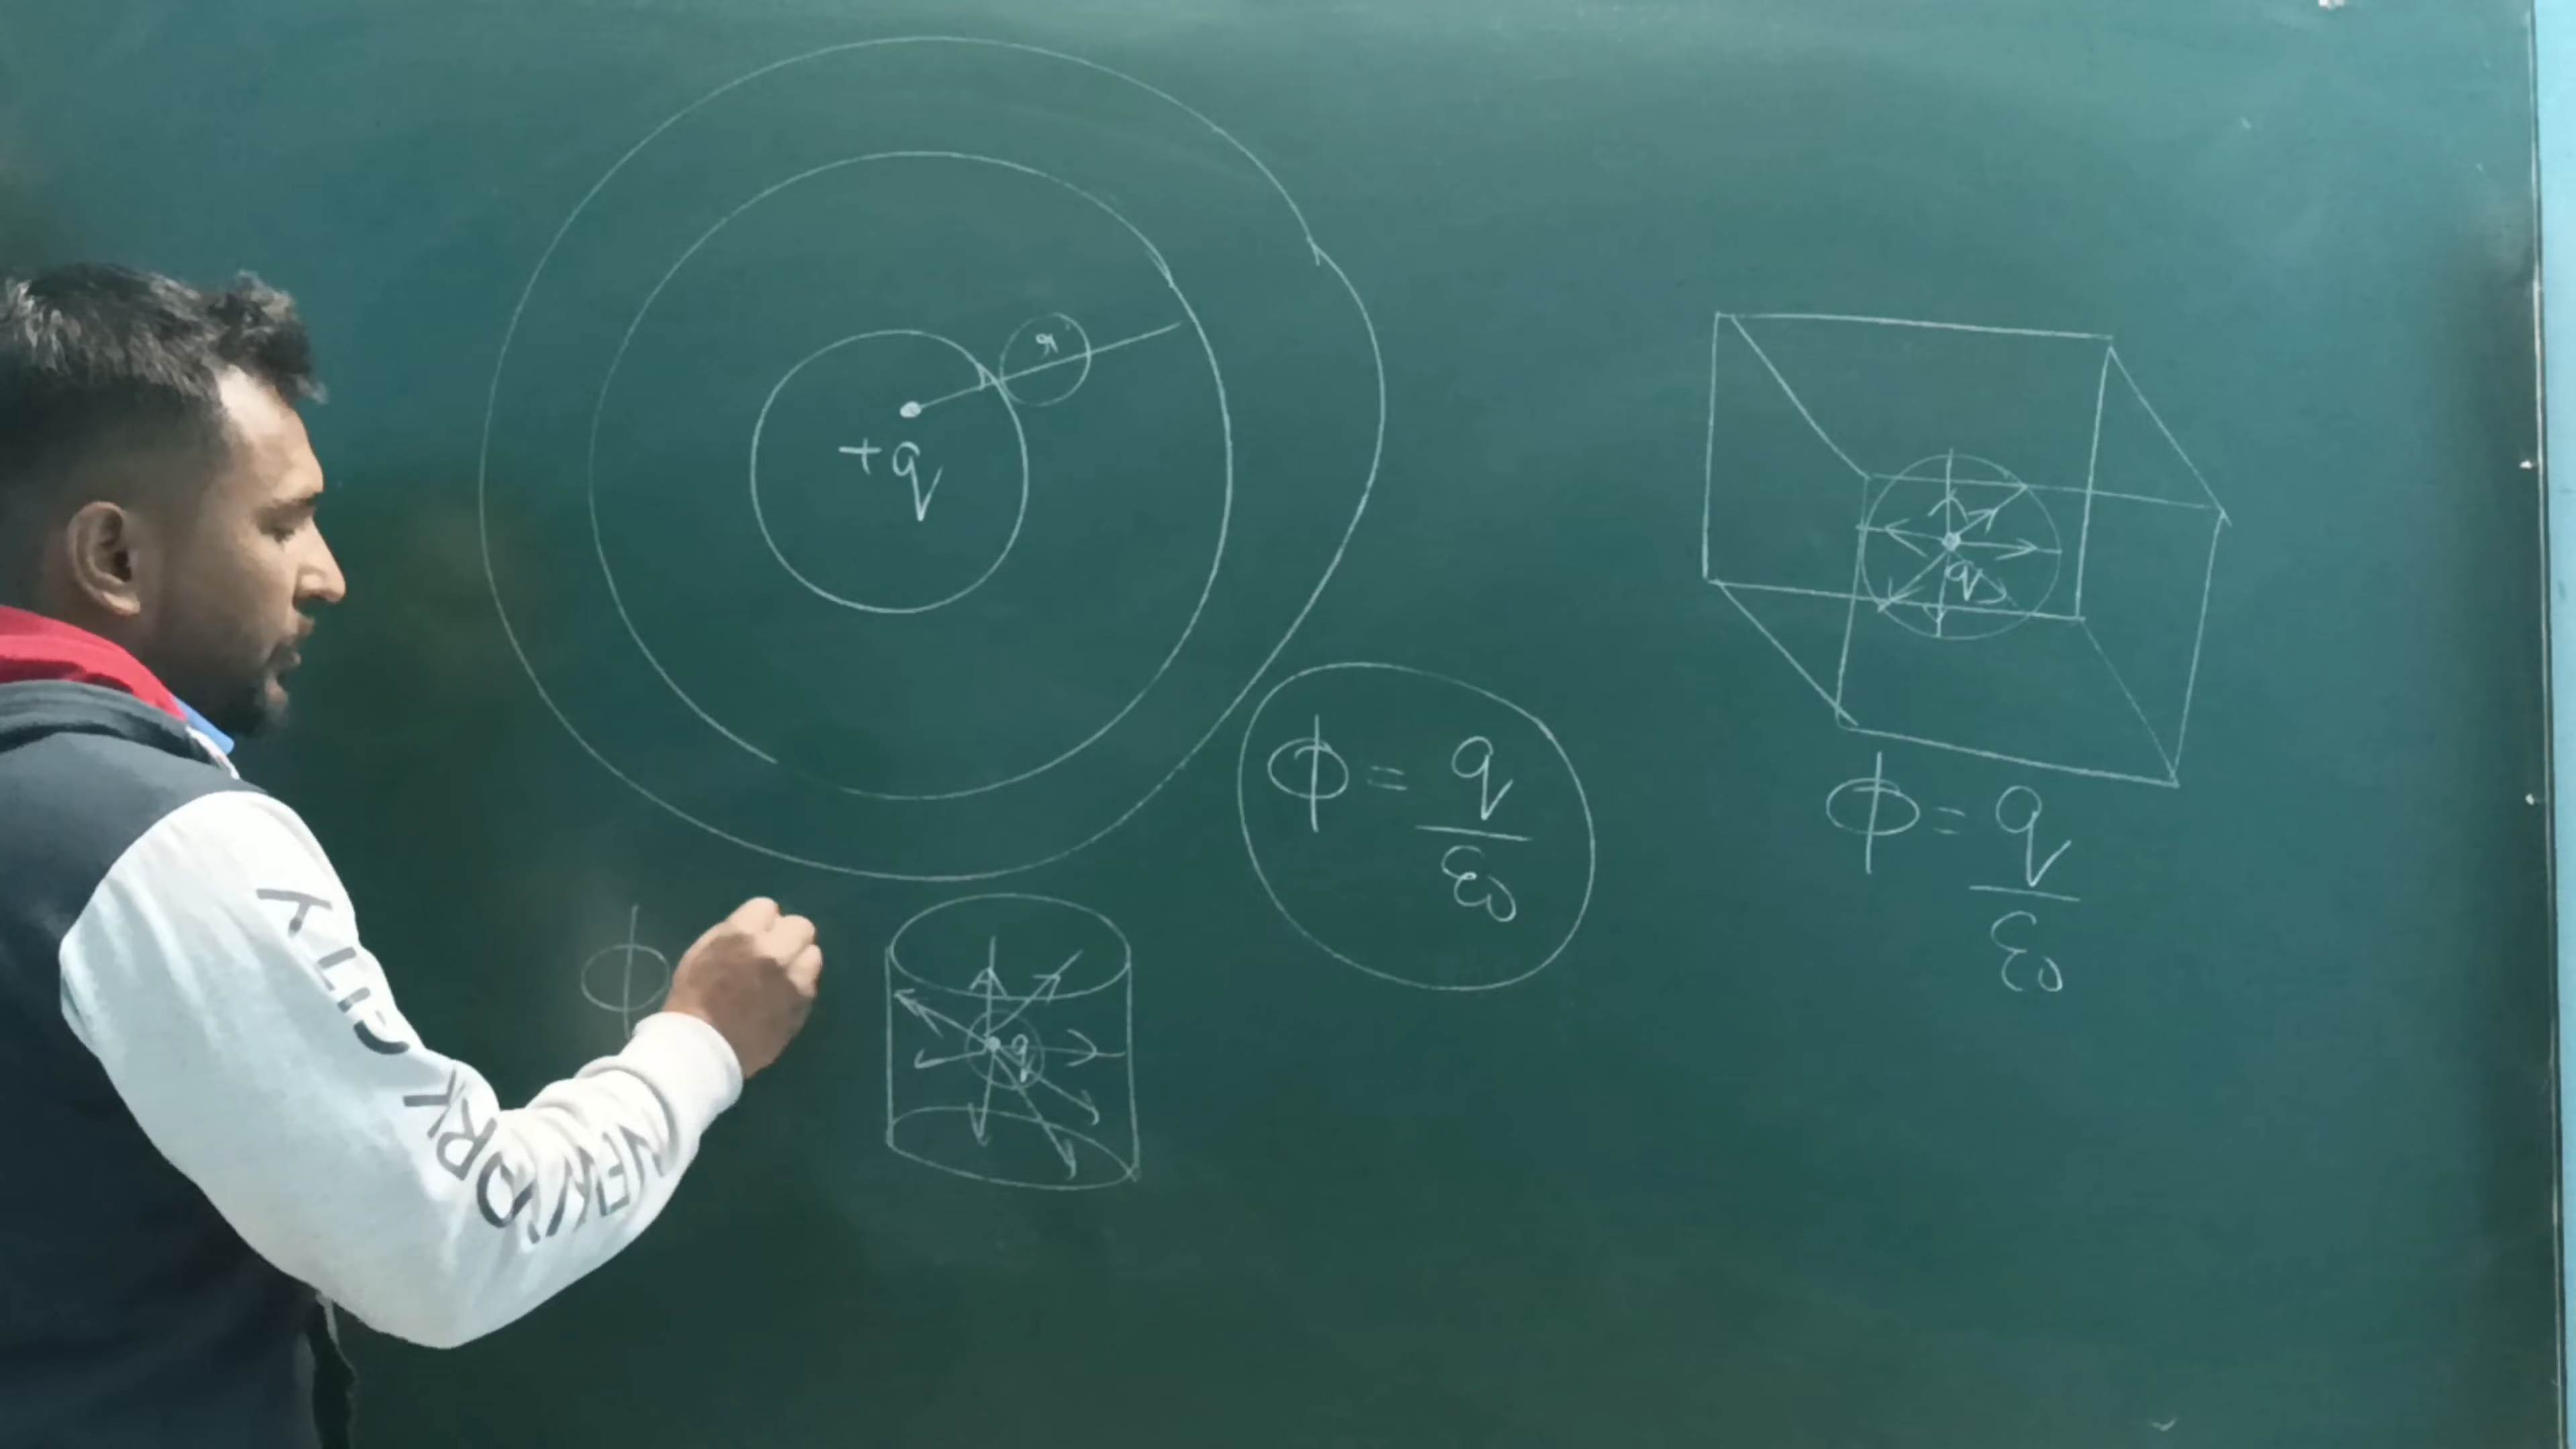 r
+q
q
ϕ = q/ε₀
ϕ = q/ε₀
ϕ
q
NEW YORK CITY